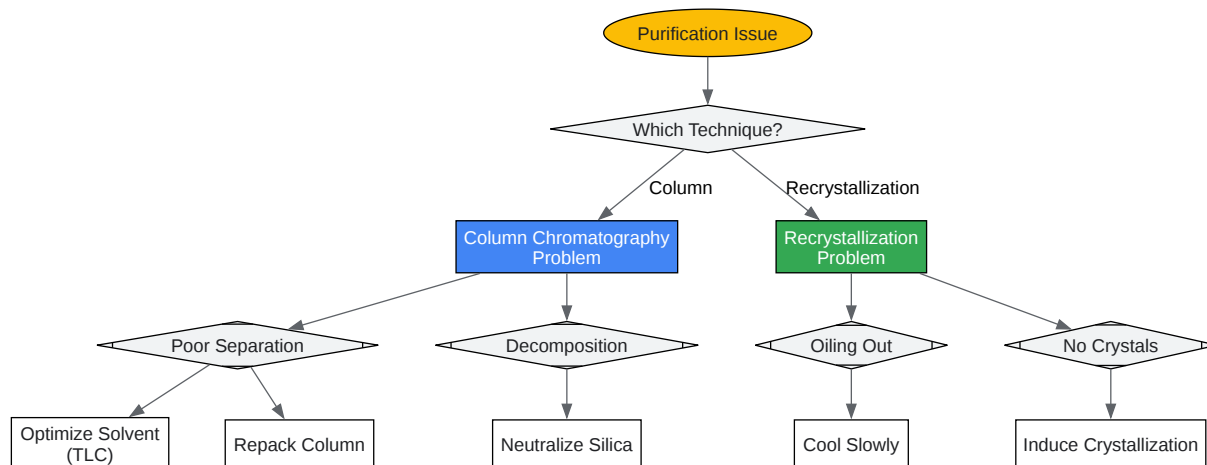 Purification Issue
Which Technique?
Column
Recrystallization
Column Chromatography
Problem
Recrystallization
Problem
Poor Separation
Decomposition
Oiling Out
No Crystals
Optimize Solvent
(TLC)
Repack Column
Neutralize Silica
Cool Slowly
Induce Crystallization